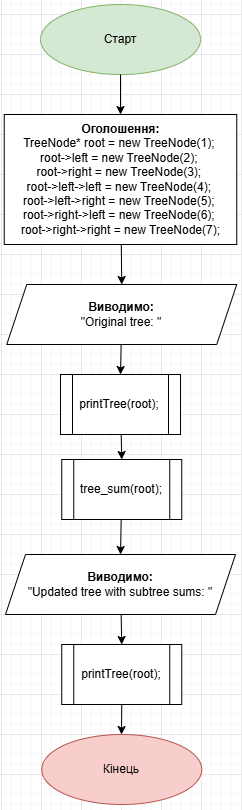 Старт
Оголошення:
TreeNode* root = new TreeNode(1);
root->left = new TreeNode(2);
root->right = new TreeNode(3);
root->left->left = new TreeNode(4);
root->left->right = new TreeNode(5);
root->right->left = new TreeNode(6);
root->right->right = new TreeNode(7);
Виводимо:
"Original tree: "
printTree(root);
tree_sum(root);
Виводимо:
"Updated tree with subtree sums: "
printTree(root);
Кінець